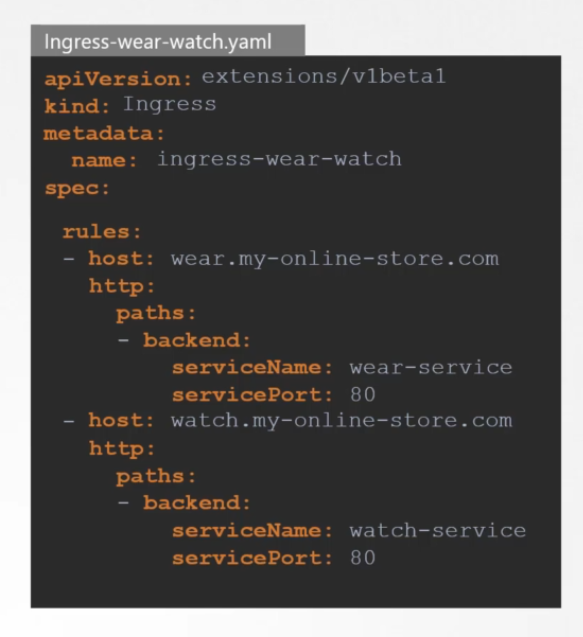 Ingress-wear-watch.yaml
apiVersion: extensions/v1beta1
kind: Ingress
metadata:
  name: ingress-wear-watch
spec:
  rules:
  - host: wear.my-online-store.com
    http:
      paths:
      - backend:
          serviceName: wear-service
          servicePort: 80
  - host: watch.my-online-store.com
    http:
      paths:
      - backend:
          serviceName: watch-service
          servicePort: 80